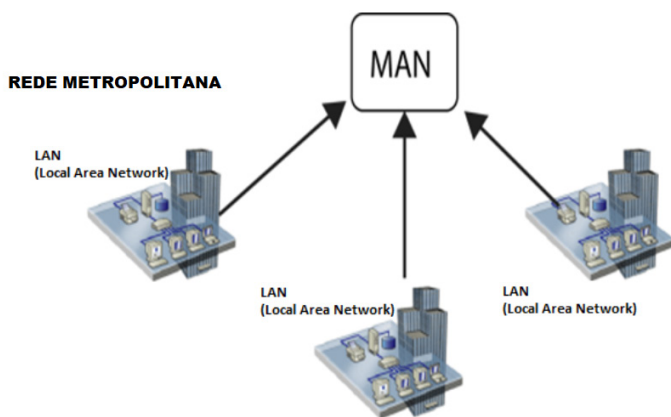 MAN
REDE METROPOLITANA
LAN
(Local Area Network)
LAN
(Local Area Network)
LAN
(Local Area Network)